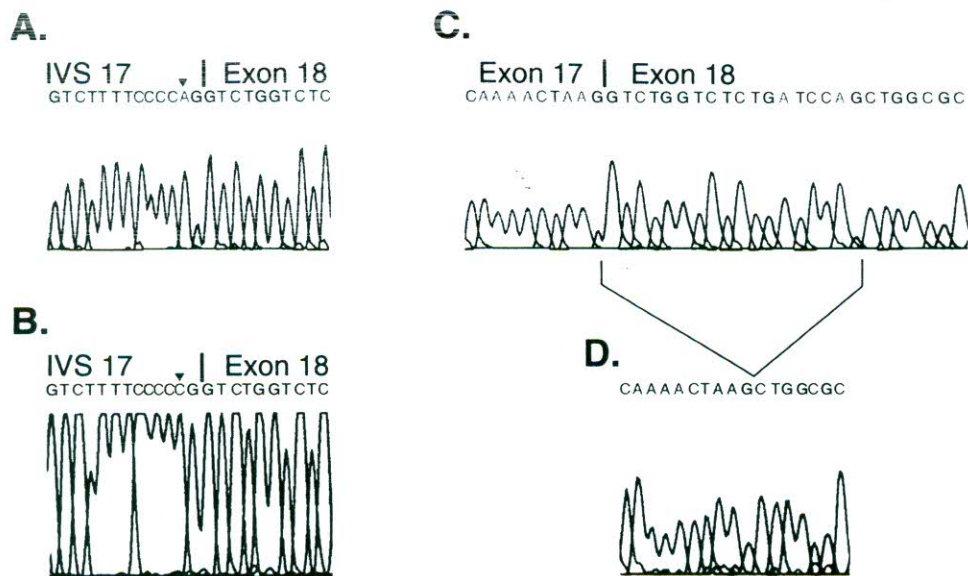 A.
IVS 17 | Exon 18
GTCTTTTCCCCAGGTCTGGTCTC
B.
IVS 17 | Exon 18
GTCTTTTCCCCCGGTCTGGTCTC
C.
Exon 17 | Exon 18
CAAAACTAAGGTCTGGTCTCTGATCCAGCTGGCGC
D.
CAAAACTAAGCTGGCGC